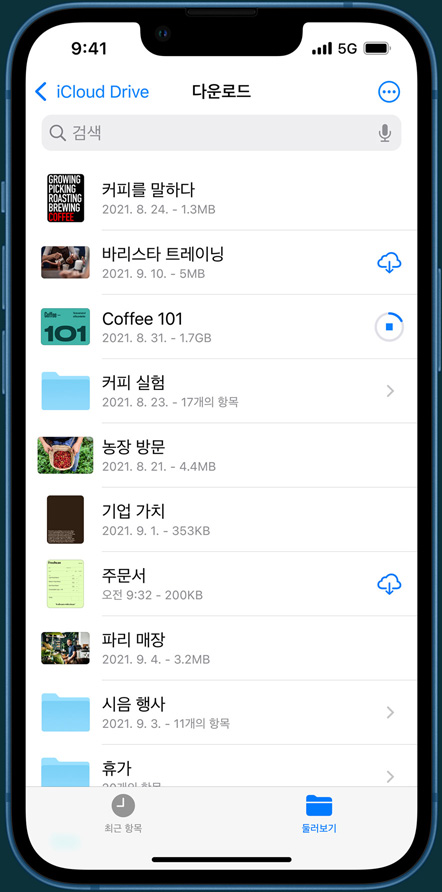 9:41
5G
iCloud Drive
다운로드
검색
GROWING
PICKING
ROASTING
BREWING
COFFEE
커피를 말하다
2021. 8. 24. - 1.3MB
바리스타 트레이닝
2021. 9. 10. - 5MB
Coffee
101
Coffee 101
2021. 8. 31. - 1.7GB
커피 실험
2021. 8. 23. - 17개의 항목
농장 방문
2021. 8. 21. - 4.4MB
기업 가치
2021. 9. 1. - 353KB
주문서
오전 9:32 - 200KB
파리 매장
2021. 9. 4. - 3.2MB
시음 행사
2021. 9. 3. - 11개의 항목
휴가
최근 항목
둘러보기